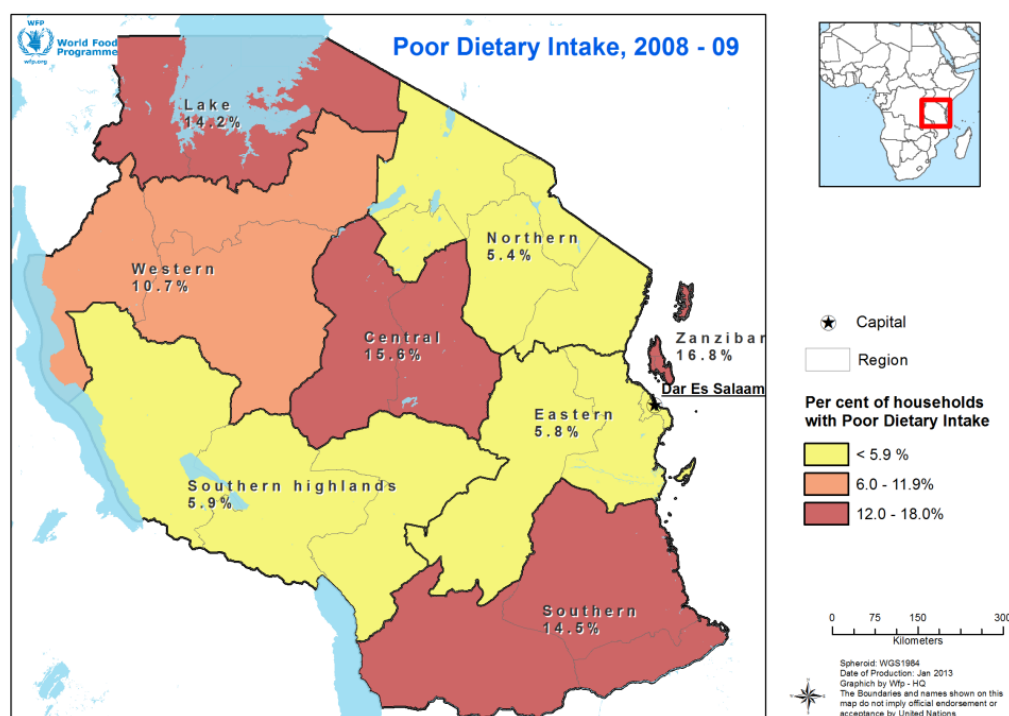 WFP
wfp.org
World Food
Programme
Poor Dietary Intake, 2008 - 09
Lake
14.2%
Northern
5.4%
Western
10.7%
Central
15.6%
Zanzibar
16.8%
Dar Es Salaam
Eastern
5.8%
Southern highlands
5.9%
Southern
14.5%
Capital
Region
Per cent of households
with Poor Dietary Intake
< 5.9 %
6.0 - 11.9%
12.0 - 18.0%
0 75 150 300
Kilometers
Spheroid: WGS1984
Date of Production: Jan 2013
Graphich by Wfp - HQ
The Boundaries and names shown on this
map do not imply official endorsement or
acceptance by United Nations